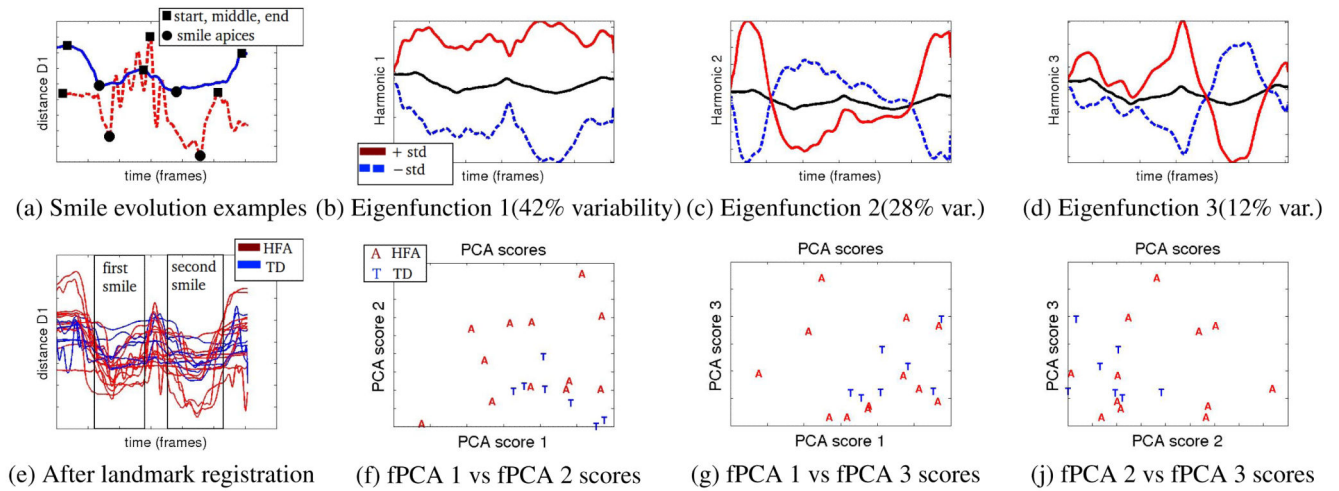 start, middle, end
smile apices
distance D1
time (frames)
(a) Smile evolution examples
Harmonic 1
+ std
− std
time (frames)
(b) Eigenfunction 1(42% variability)
Harmonic 2
time (frames)
(c) Eigenfunction 2(28% var.)
Harmonic 3
time (frames)
(d) Eigenfunction 3(12% var.)
HFA
TD
first smile
second smile
distance D1
time (frames)
(e) After landmark registration
PCA scores
A HFA
T TD
PCA score 2
PCA score 1
(f) fPCA 1 vs fPCA 2 scores
PCA scores
PCA score 3
PCA score 1
(g) fPCA 1 vs fPCA 3 scores
PCA scores
PCA score 3
PCA score 2
(j) fPCA 2 vs fPCA 3 scores